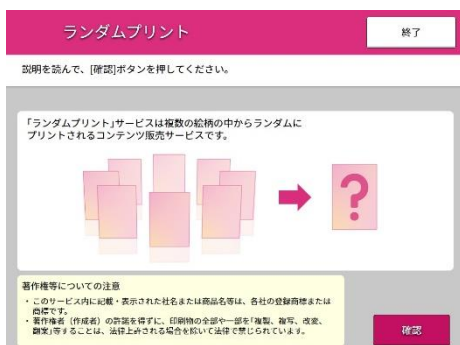 ランダムプリント
終了
説明を読んで、[確認]ボタンを押してください。
「ランダムプリント」サービスは複数の絵柄の中からランダムに
プリントされるコンテンツ販売サービスです。
?
著作権等についての注意
・このサービス内に記載・表示された社名または商品名等は、各社の登録商標または
商標です。
・著作権者（作成者）の許諾を得ずに、印刷物の全部や一部を「複製、複写、改変、
翻案」等することは、法律上許される場合を除いて法律で禁じられています。
確認